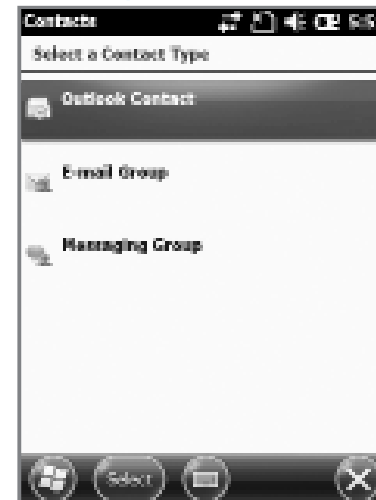 Contacts
Select a Contact Type
Outlook Contact
E-mail Group
Messaging Group
Select